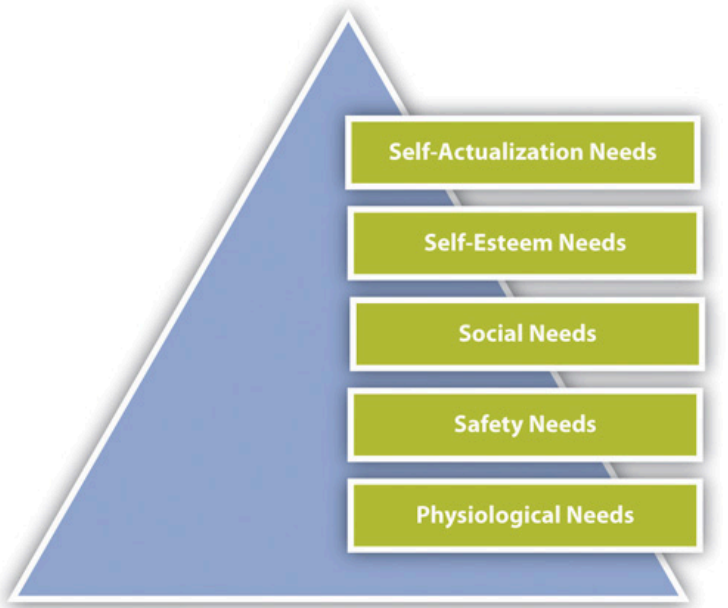 Self-Actualization Needs
Self-Esteem Needs
Social Needs
Safety Needs
Physiological Needs